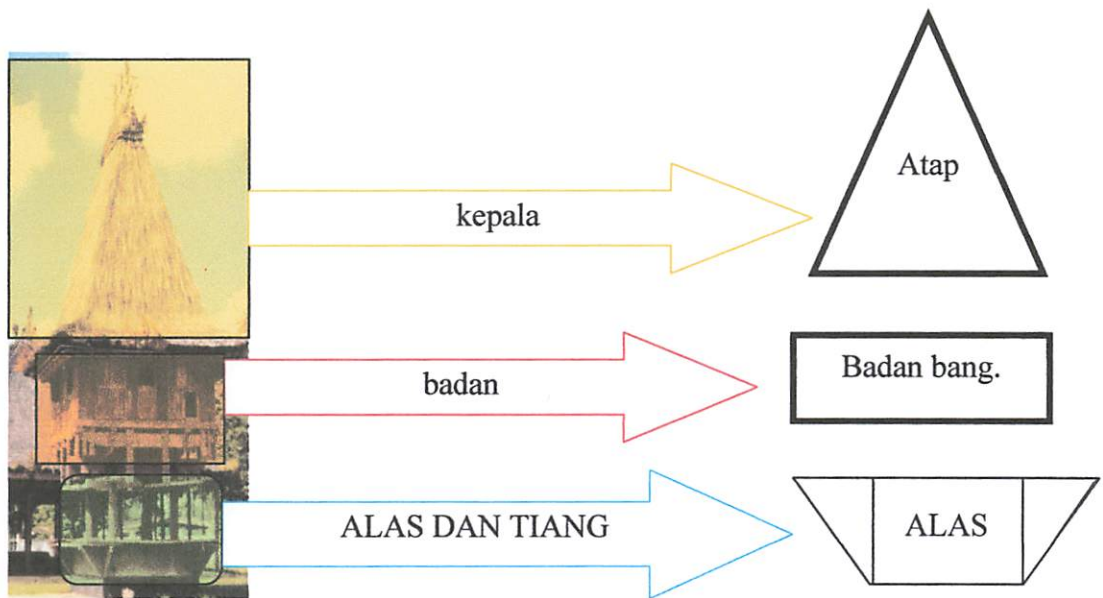 kepala
Atap
badan
Badan bang.
ALAS DAN TIANG
ALAS